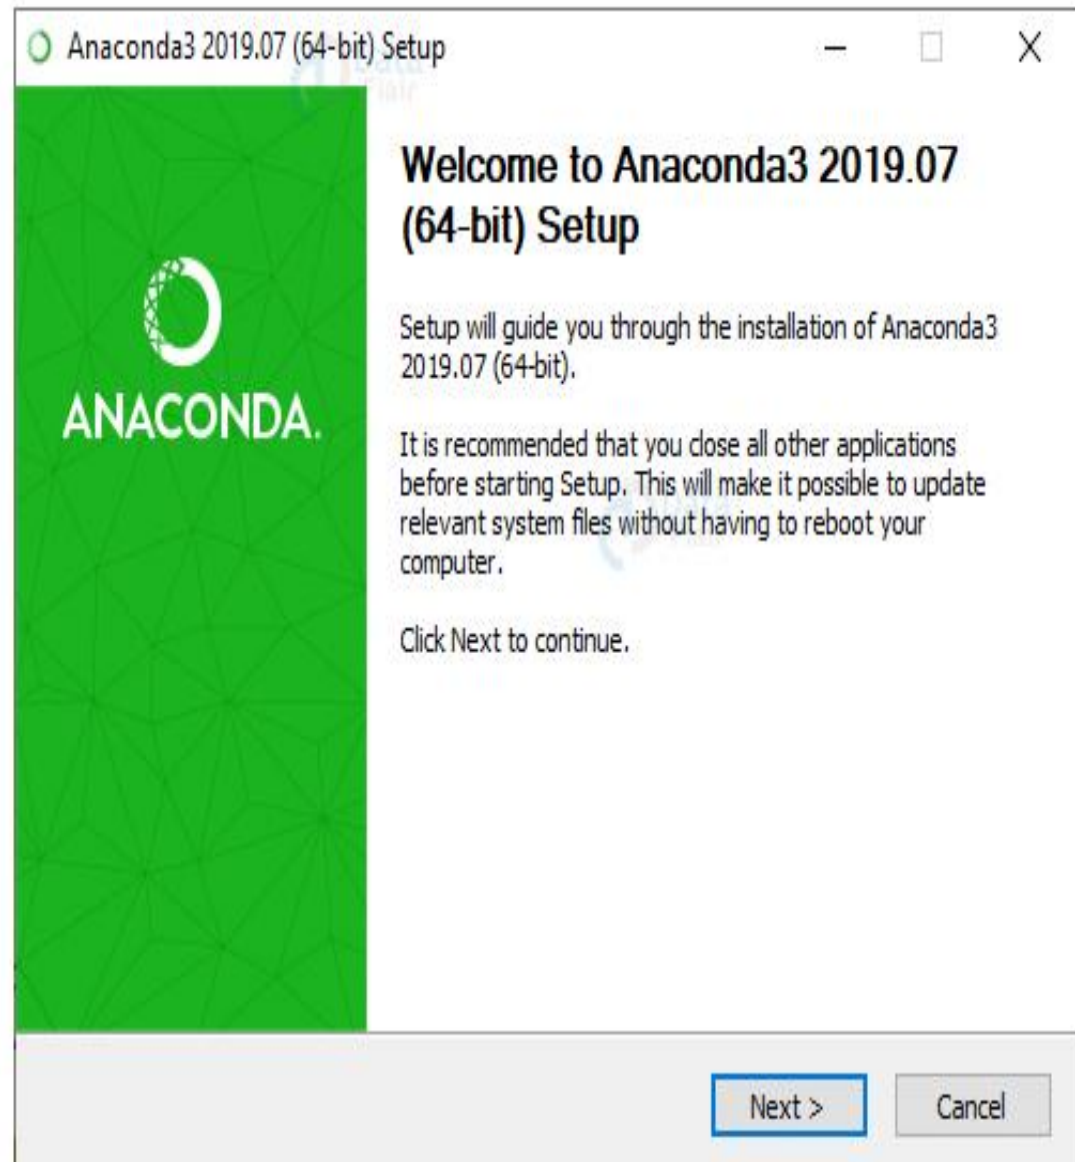 Anaconda3 2019.07 (64-bit) Setup
Data
Flair
Welcome to Anaconda3 2019.07
(64-bit) Setup
ANACONDA.
Setup will guide you through the installation of Anaconda3
2019.07 (64-bit).
It is recommended that you close all other applications
before starting Setup. This will make it possible to update
relevant system files without having to reboot your
computer.
Click Next to continue.
Next >
Cancel